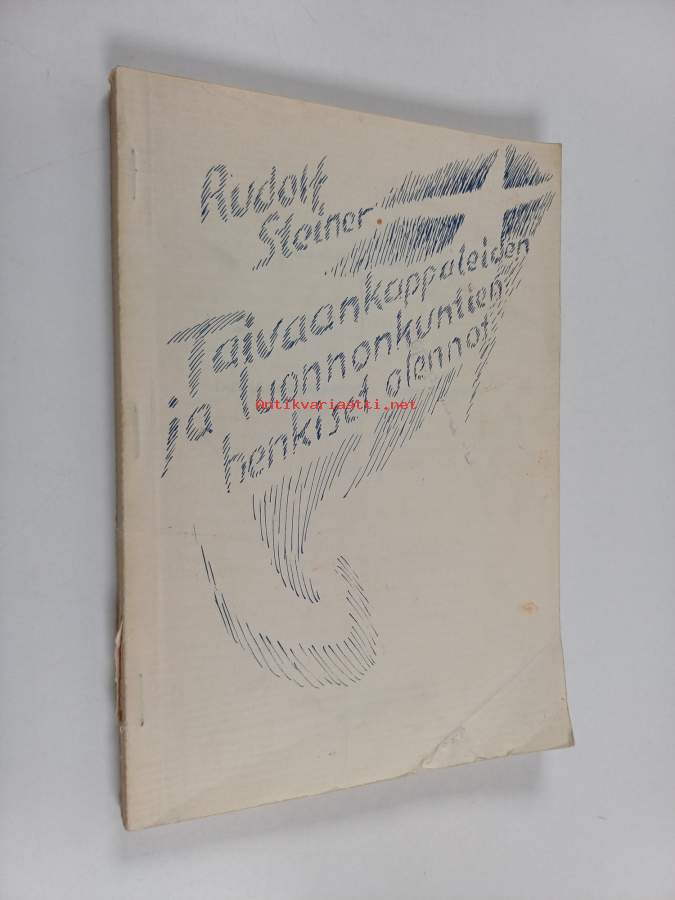 Rudolf
Steiner
Taivaankappaleiden
ja luonnonkuntien
henkiset olennot
Antikvariaatti.net